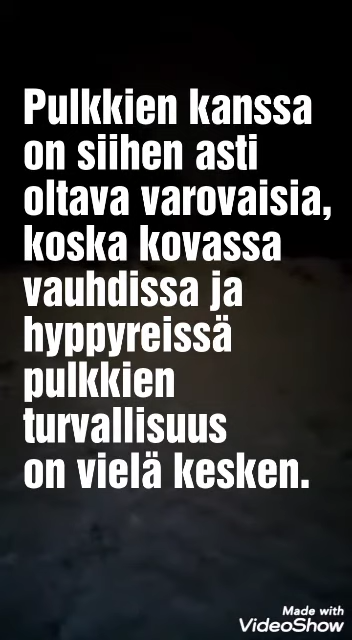 Pulkkien kanssa
on siihen asti
oltava varovaisia,
koska kovassa
vauhdissa ja
hyppyreissä
pulkkien
turvallisuus
on vielä kesken.
Made with
VideoShow